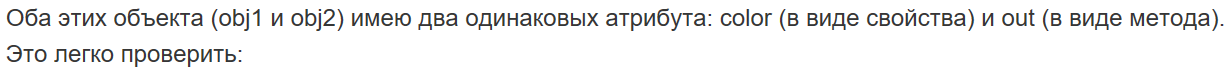 Оба этих объекта (obj1 и obj2) имею два одинаковых атрибута: color (в виде свойства) и out (в виде метода).
Это легко проверить: